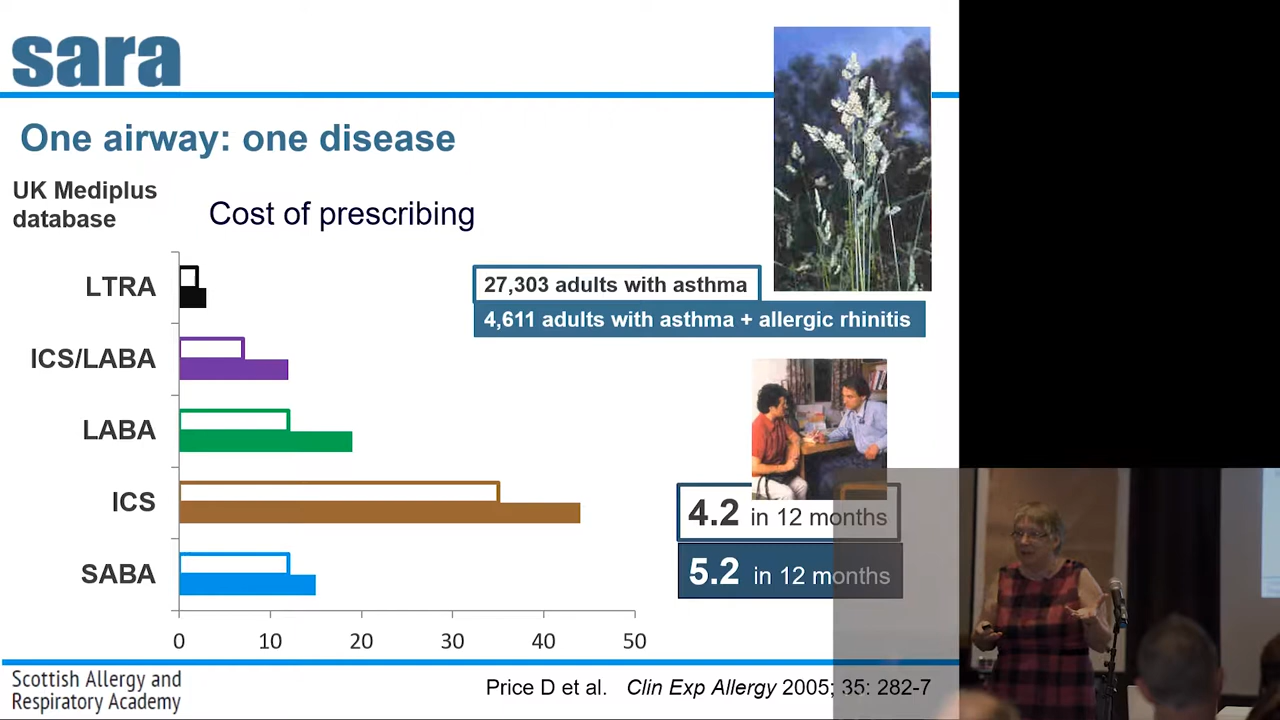 sara
One airway: one disease
UK Mediplus
database
Cost of prescribing
LTRA
27,303 adults with asthma
4,611 adults with asthma + allergic rhinitis
ICS/LABA
LABA
ICS
4.2 in 12 months
SABA
5.2 in 12 months
0 10 20 30 40 50
Scottish Allergy and
Respiratory Academy
Price D et al. Clin Exp Allergy 2005; 35: 282-7